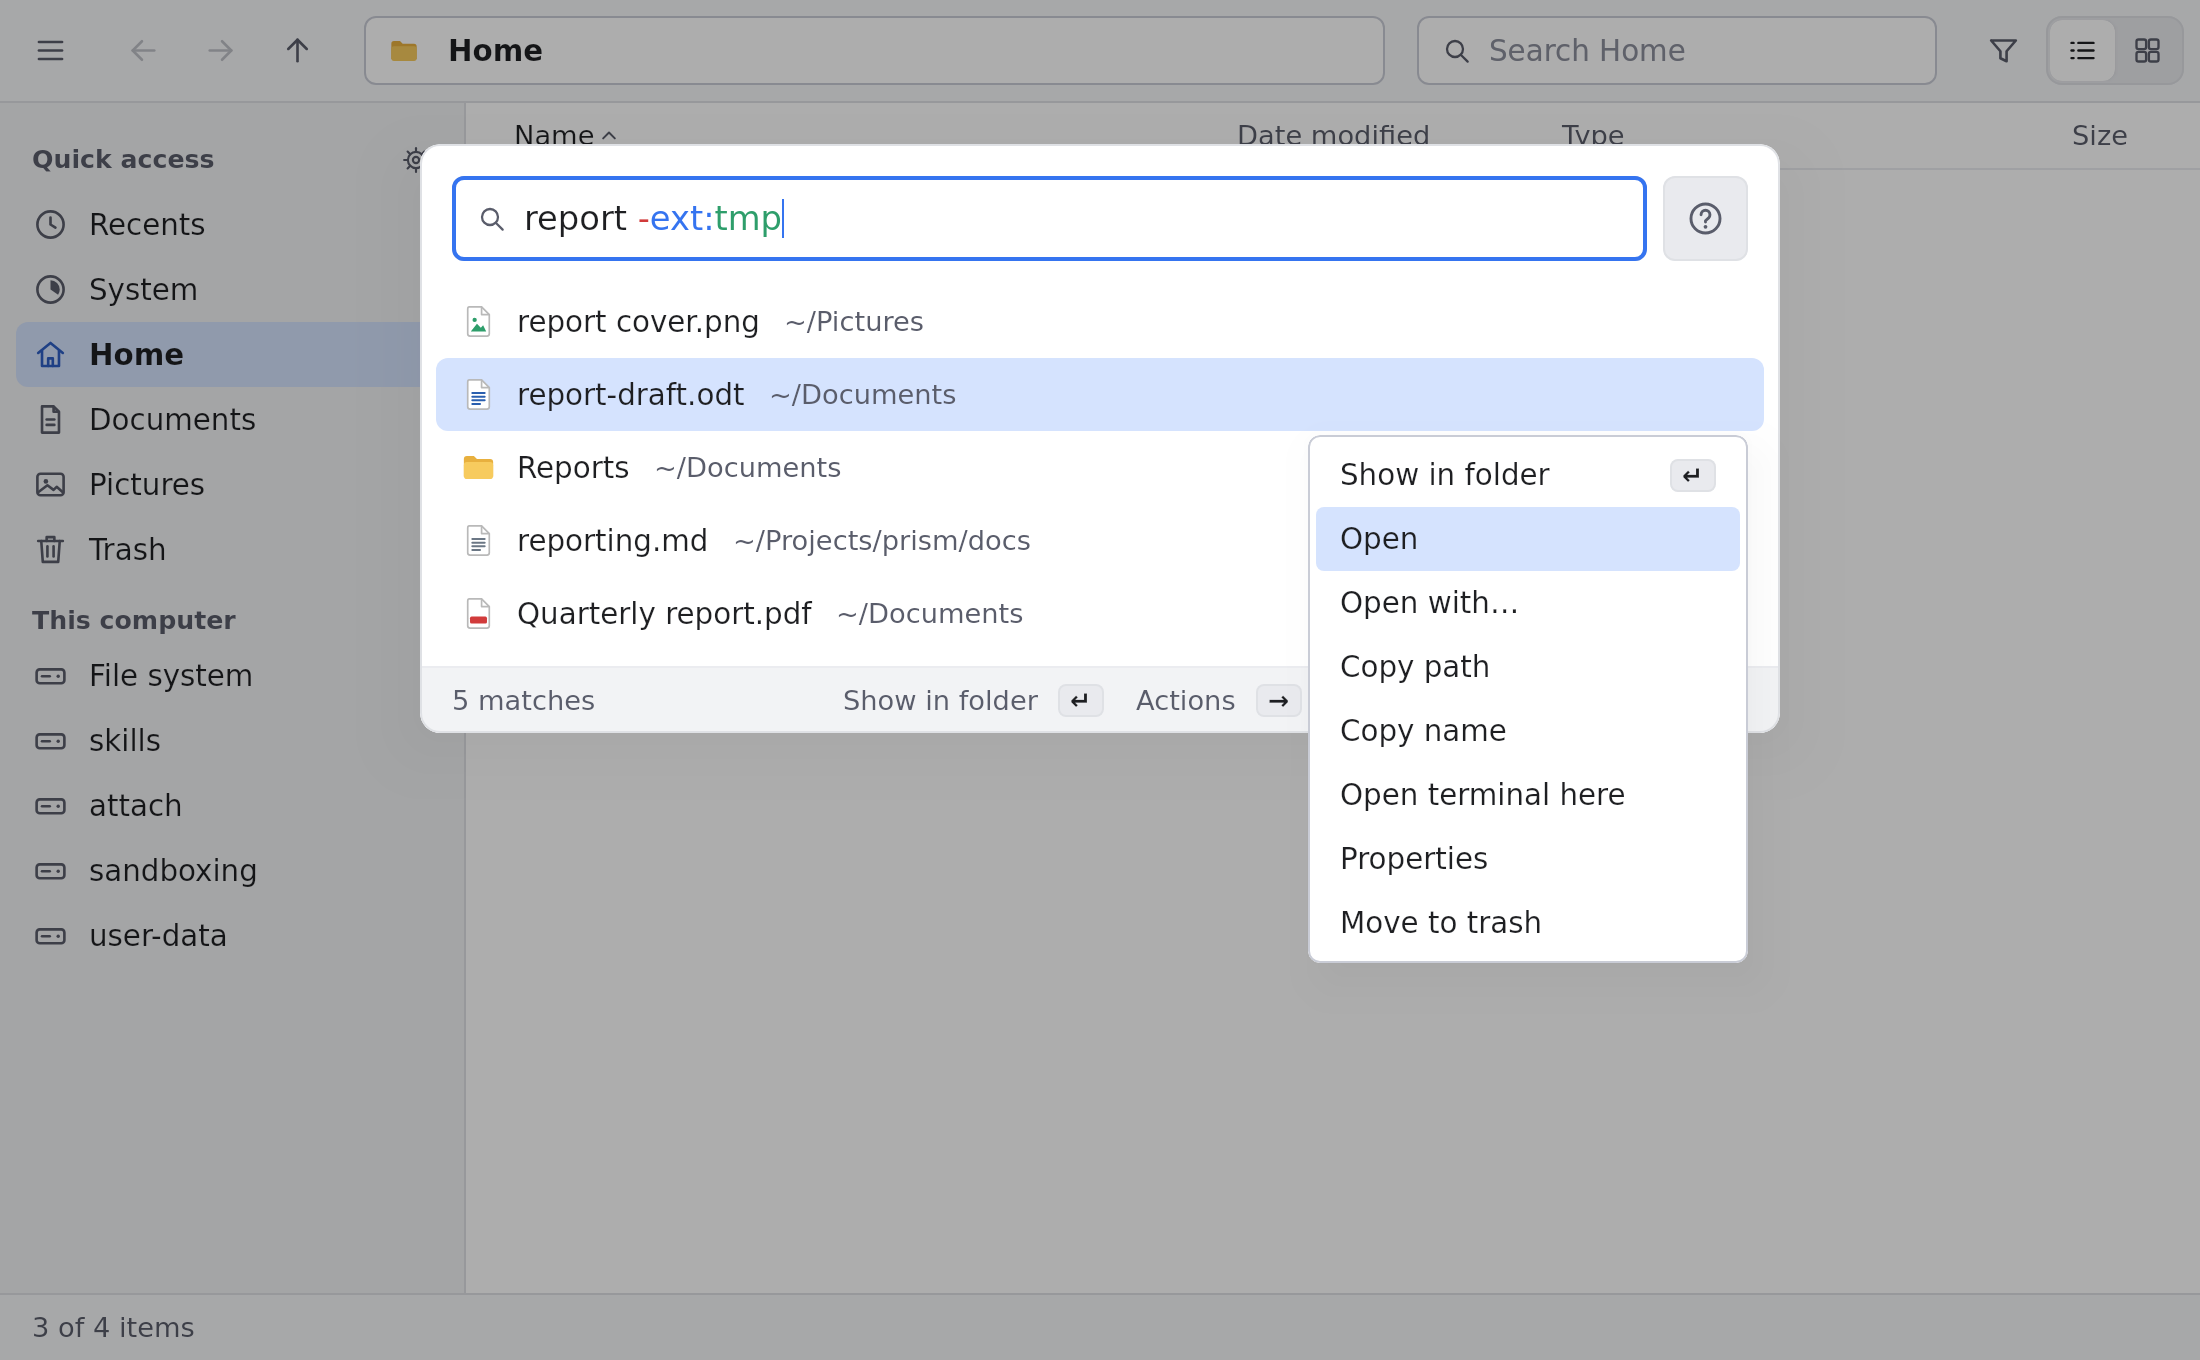 Home
Search Home
Quick access
Recents
System
Home
Documents
Pictures
Trash
This computer
File system
skills
attach
sandboxing
user-data
Name Date modified Type Size
report -ext:tmp
report cover.png ~/Pictures
report-draft.odt ~/Documents
Reports ~/Documents
reporting.md ~/Projects/prism/docs
Quarterly report.pdf ~/Documents
5 matches Show in folder ↵ Actions →
Show in folder ↵
Open
Open with…
Copy path
Copy name
Open terminal here
Properties
Move to trash
3 of 4 items